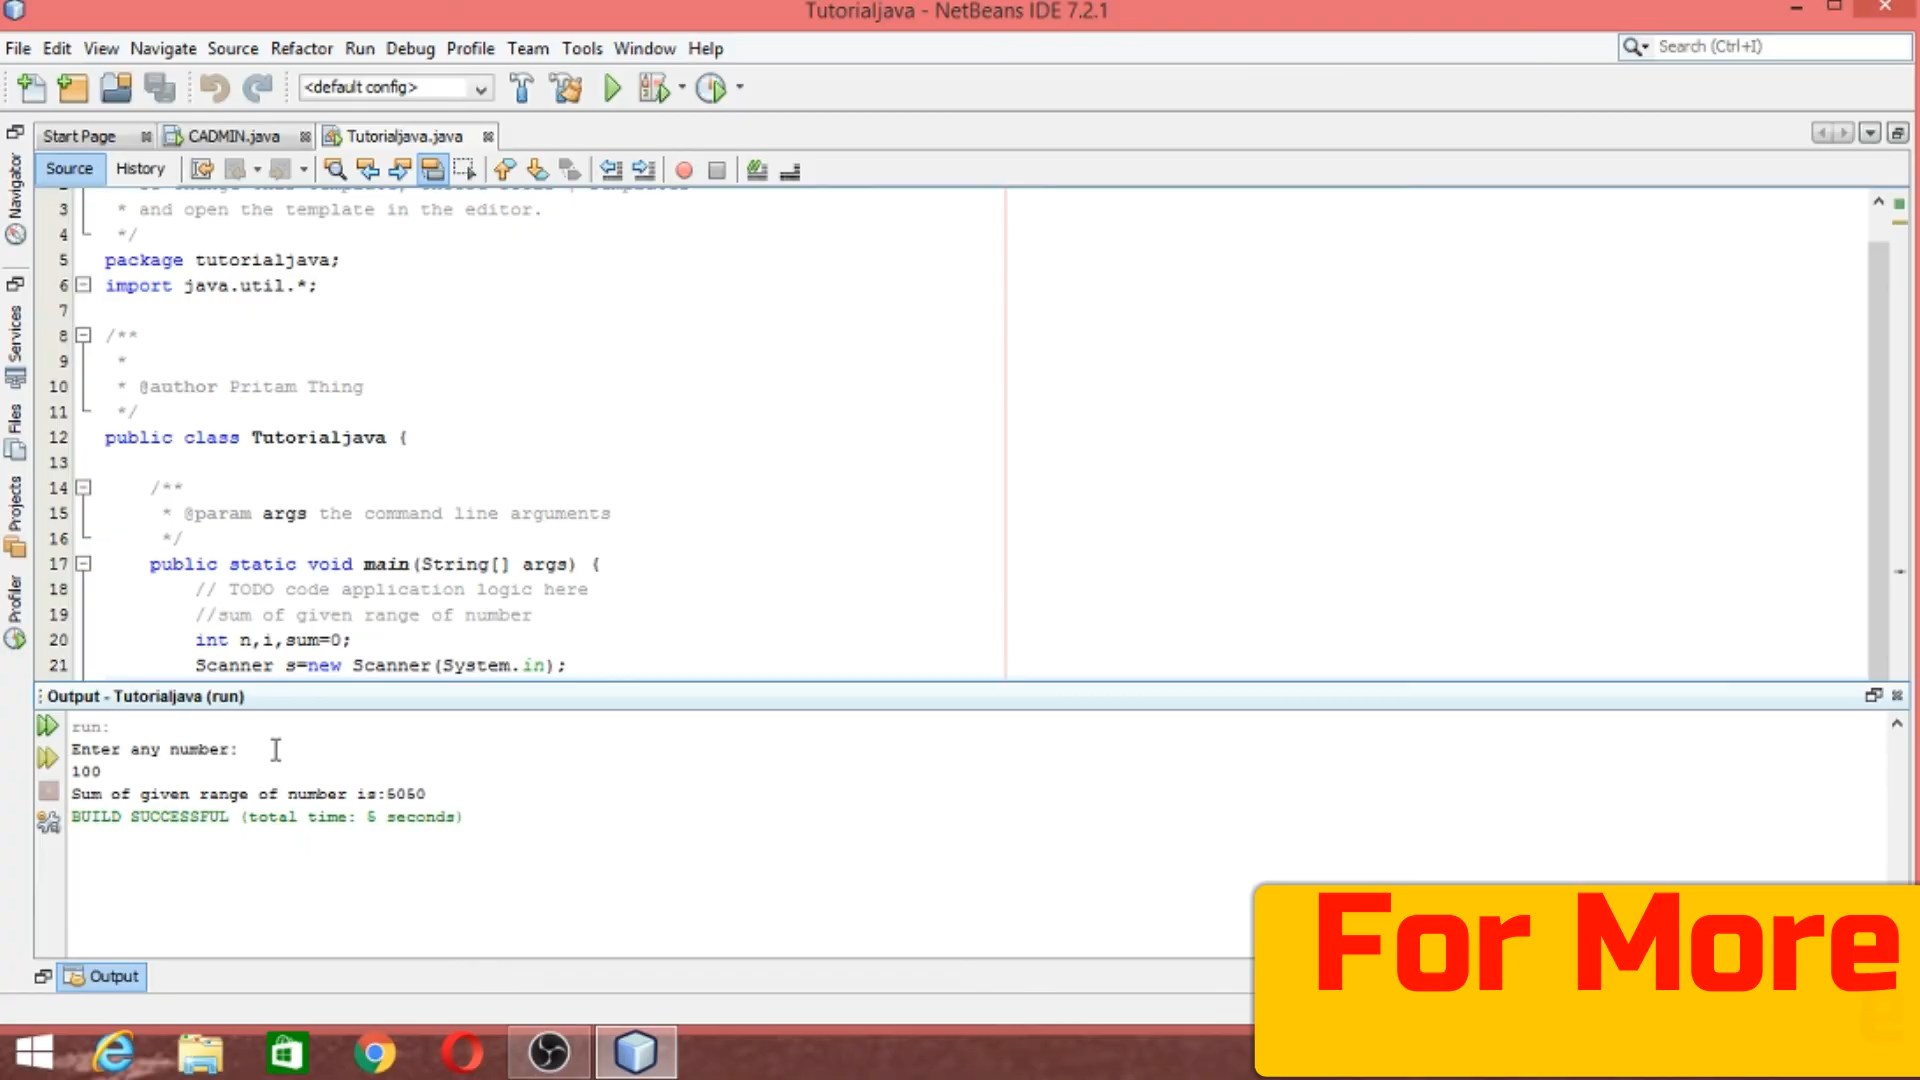 Tutorialjava - NetBeans IDE 7.2.1
File Edit View Navigate Source Refactor Run Debug Profile Team Tools Window Help
Search (Ctrl+I)
<default config>
Start Page CADMIN.java Tutorialjava.java
Source History
Navigator
Services
Files
Projects
Profiler
3 * and open the template in the editor.
4 */
5 package tutorialjava;
6 import java.util.*;
7
8 /**
9 *
10 * @author Pritam Thing
11 */
12 public class Tutorialjava {
13
14 /**
15 * @param args the command line arguments
16 */
17 public static void main(String[] args) {
18 // TODO code application logic here
19 //sum of given range of number
20 int n,i,sum=0;
21 Scanner s=new Scanner(System.in);
Output - Tutorialjava (run)
run:
Enter any number:
100
Sum of given range of number is:5050
BUILD SUCCESSFUL (total time: 5 seconds)
Output
For More